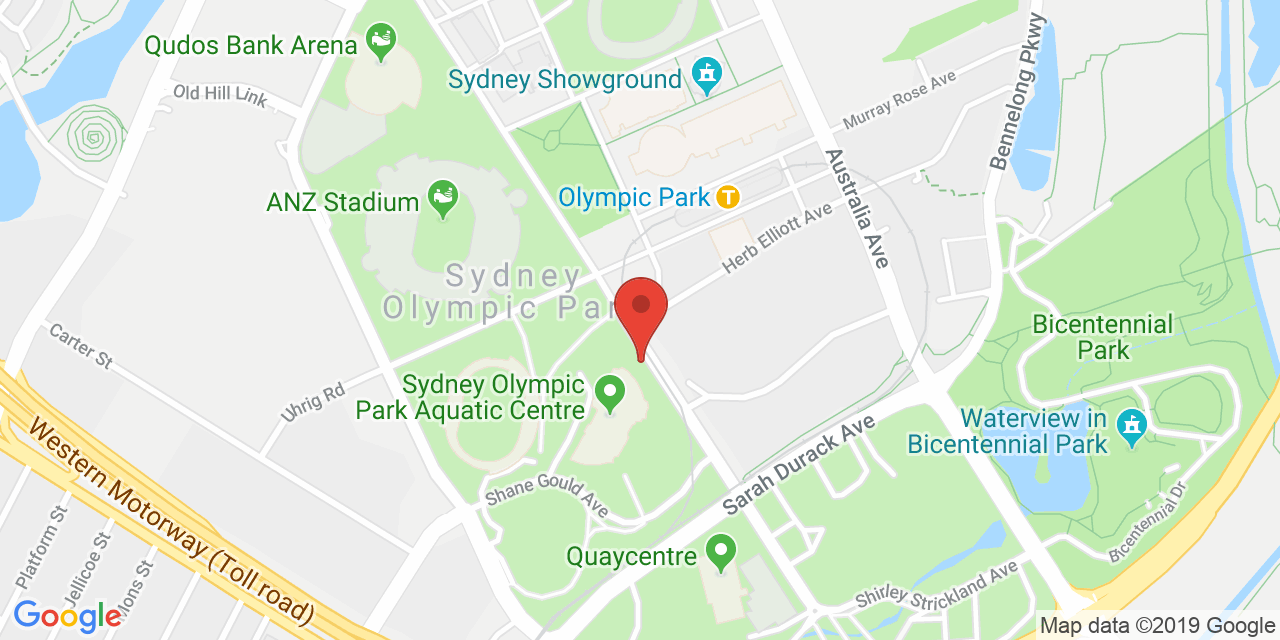 Qudos Bank Arena
Sydney Showground
Old Hill Link
Murray Rose Ave
Bennelong Pkwy
ANZ Stadium
Olympic Park
T
Australia Ave
Herb Elliott Ave
Sydney
Olympic Par
Carter St
Bicentennial
Park
Uhrig Rd
Sydney Olympic
Park Aquatic Centre
Waterview in
Bicentennial Park
Sarah Durack Ave
Western Motorway (Toll road)
Shane Gould Ave
Bicentennial Dr
Platform St
Jellicoe St
Mons St
Quaycentre
Shirley Strickland Ave
Google
Map data ©2019 Google